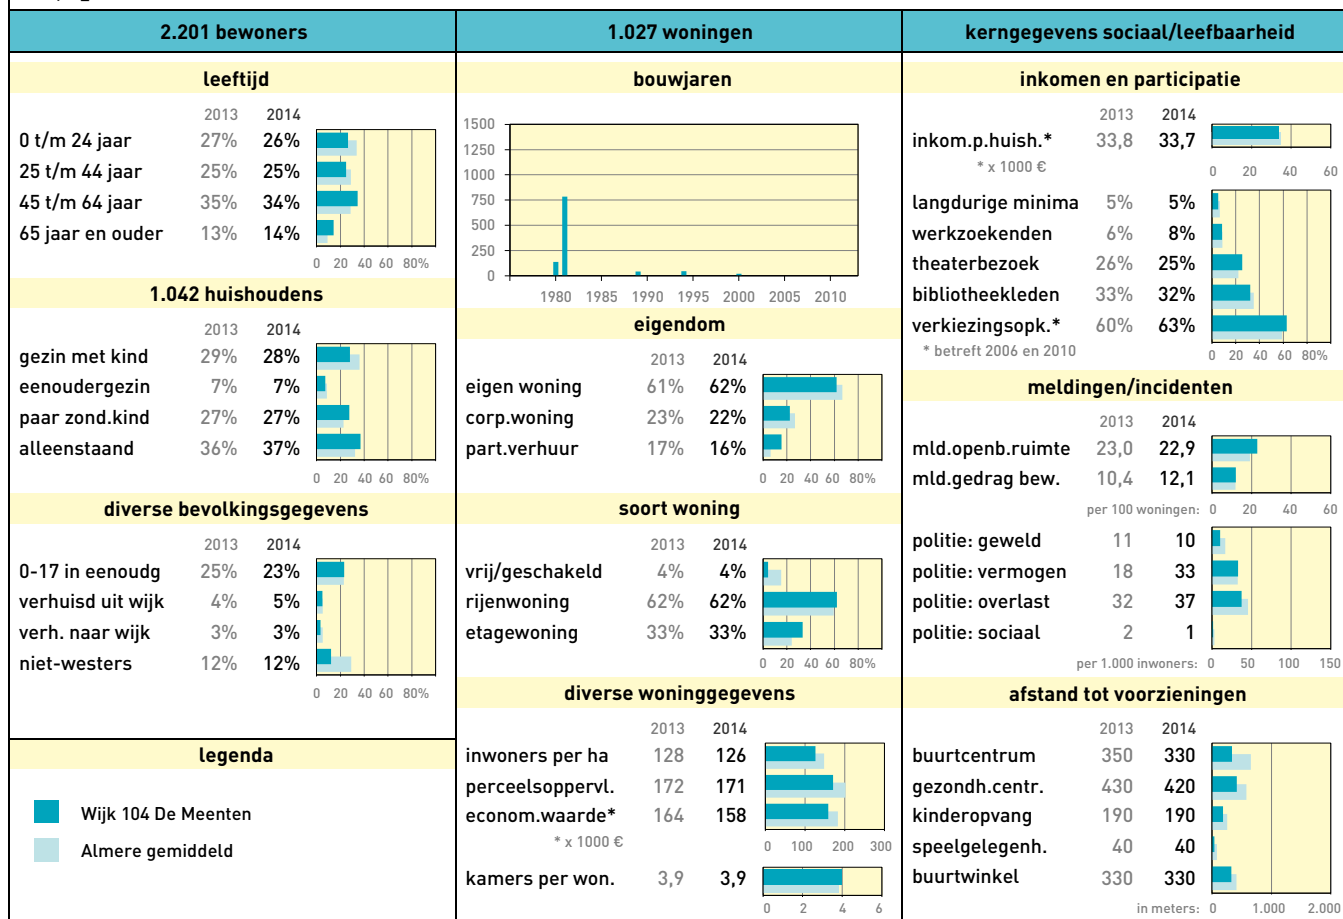 2.201 bewoners
leeftijd
2013 2014
0 t/m 24 jaar 27% 26%
25 t/m 44 jaar 25% 25%
45 t/m 64 jaar 35% 34%
65 jaar en ouder 13% 14%
0 20 40 60 80%
1.042 huishoudens
2013 2014
gezin met kind 29% 28%
eenoudergezin 7% 7%
paar zond.kind 27% 27%
alleenstaand 36% 37%
0 20 40 60 80%
diverse bevolkingsgegevens
2013 2014
0-17 in eenoudg 25% 23%
verhuisd uit wijk 4% 5%
verh. naar wijk 3% 3%
niet-westers 12% 12%
0 20 40 60 80%
legenda
Wijk 104 De Meenten
Almere gemiddeld
1.027 woningen
bouwjaren
1500
1250
1000
750
500
250
0
1980 1985 1990 1995 2000 2005 2010
eigendom
2013 2014
eigen woning 61% 62%
corp.woning 23% 22%
part.verhuur 17% 16%
0 20 40 60 80%
soort woning
2013 2014
vrij/geschakeld 4% 4%
rijenwoning 62% 62%
etagewoning 33% 33%
0 20 40 60 80%
diverse woninggegevens
2013 2014
inwoners per ha 128 126
perceelsoppervl. 172 171
econom.waarde* 164 158
* x 1000 €
0 100 200 300
kamers per won. 3,9 3,9
0 2 4 6
kerngegevens sociaal/leefbaarheid
inkomen en participatie
2013 2014
inkom.p.huish.* 33,8 33,7
* x 1000 €
0 20 40 60
langdurige minima 5% 5%
werkzoekenden 6% 8%
theaterbezoek 26% 25%
bibliotheekleden 33% 32%
verkiezingsopk.* 60% 63%
* betreft 2006 en 2010
0 20 40 60 80%
meldingen/incidenten
2013 2014
mld.openb.ruimte 23,0 22,9
mld.gedrag bew. 10,4 12,1
per 100 woningen: 0 20 40 60
politie: geweld 11 10
politie: vermogen 18 33
politie: overlast 32 37
politie: sociaal 2 1
per 1.000 inwoners: 0 50 100 150
afstand tot voorzieningen
2013 2014
buurtcentrum 350 330
gezondh.centr. 430 420
kinderopvang 190 190
speelgelegenh. 40 40
buurtwinkel 330 330
in meters: 0 1.000 2.000